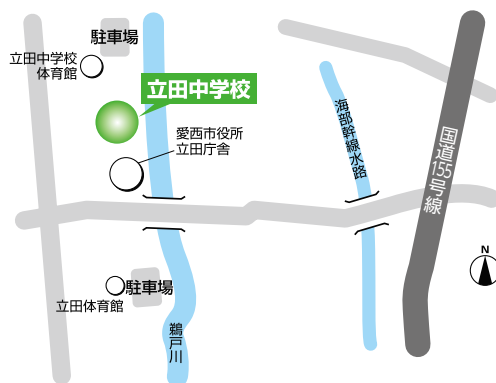 駐車場
立田中学校
体育館
立田中学校
愛西市役所
立田庁舎
海部幹線水路
国道155号線
N
駐車場
立田体育館
鵜戸川